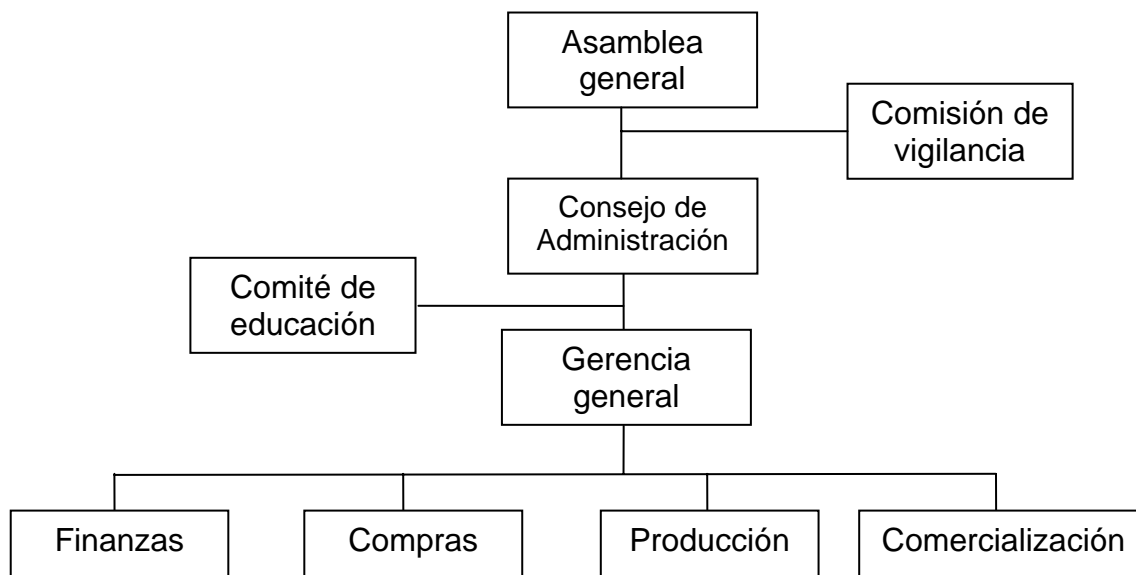 Asamblea
general
Comisión de
vigilancia
Consejo de
Administración
Comité de
educación
Gerencia
general
Finanzas
Compras
Producción
Comercialización